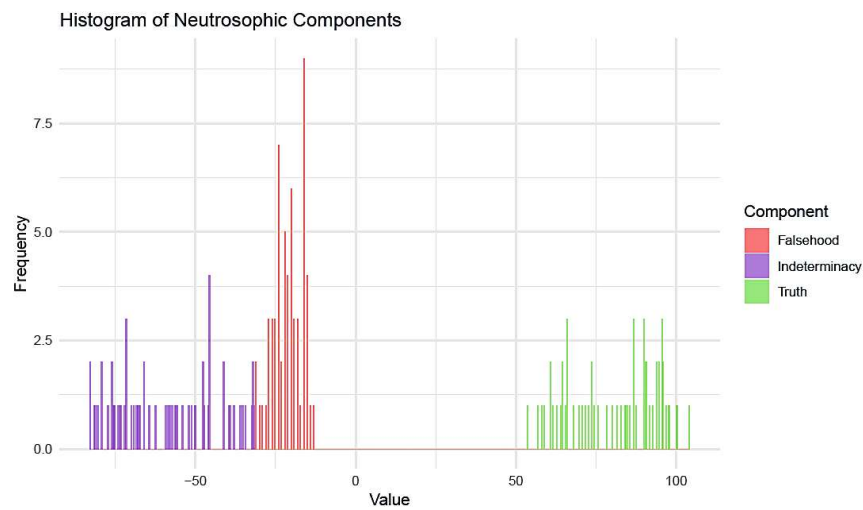 Histogram of Neutrosophic Components
7.5
5.0
2.5
0.0
Frequency
−50
0
50
100
Value
Component
Falsehood
Indeterminacy
Truth